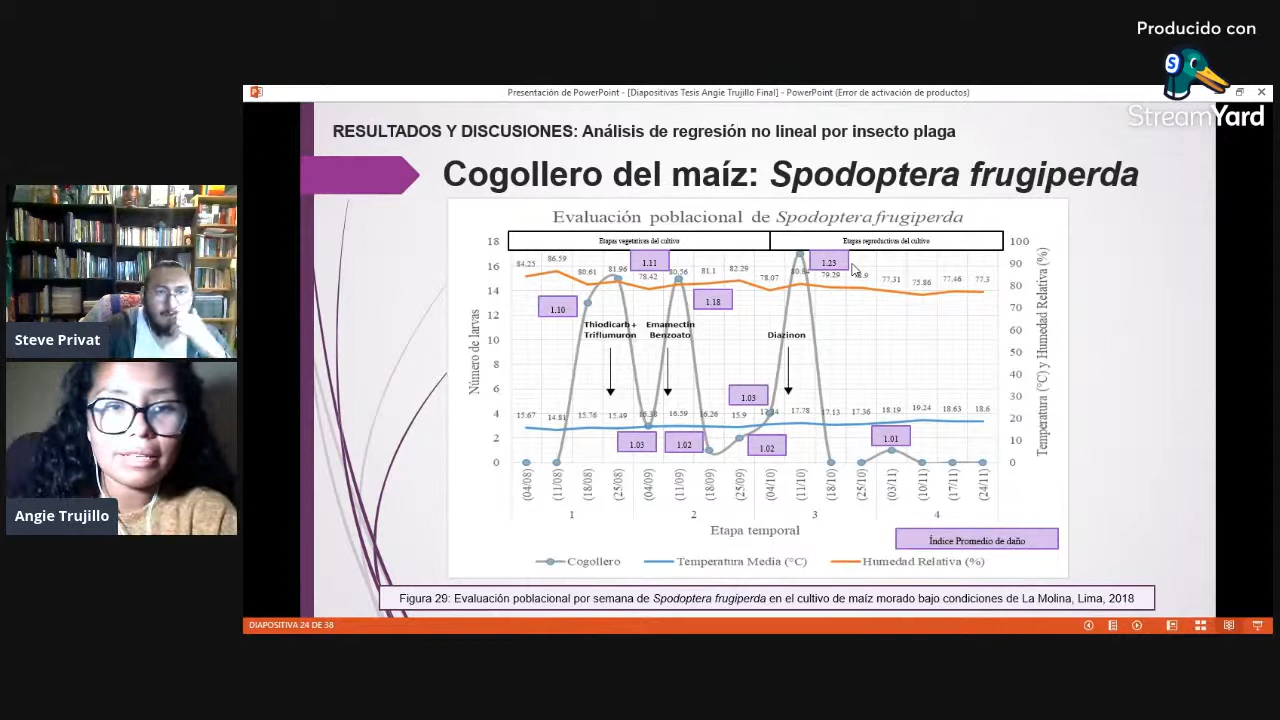 Producido con
StreamYard
Presentación de PowerPoint - [Diapositivas Tesis Angie Trujillo Final] - PowerPoint (Error de activación de productos)
RESULTADOS Y DISCUSIONES: Análisis de regresión no lineal por insecto plaga
Cogollero del maíz: Spodoptera frugiperda
Evaluación poblacional de Spodoptera frugiperda
Etapas vegetativas del cultivo
Etapas reproductivas del cultivo
18 16 14 12 10 8 6 4 2 0
Número de larvas
100 90 80 70 60 50 40 30 20 10 0
Temperatura (°C) y Humedad Relativa (%)
84.25 86.59 80.61 81.96 78.42 80.56 81.1 82.29 78.07 79.29 77.31 75.86 77.46 77.3
1.11
1.23
1.10
1.18
Thiodicarb +
Triflumuron
Emamectin
Benzoato
Diazinon
1.03
15.67 14.81 15.76 15.49 16.38 16.59 16.26 15.9 17.78 17.13 17.36 18.19 19.24 18.63 18.6
1.03
1.02
1.02
1.01
(04/08) (11/08) (18/08) (25/08) (04/09) (11/09) (18/09) (25/09) (04/10) (11/10) (18/10) (25/10) (03/11) (10/11) (17/11) (24/11)
1 2 3 4
Etapa temporal
Índice Promedio de daño
Cogollero Temperatura Media (°C) Humedad Relativa (%)
Figura 29: Evaluación poblacional por semana de Spodoptera frugiperda en el cultivo de maíz morado bajo condiciones de La Molina, Lima, 2018
DIAPOSITIVA 24 DE 38
Steve Privat
Angie Trujillo